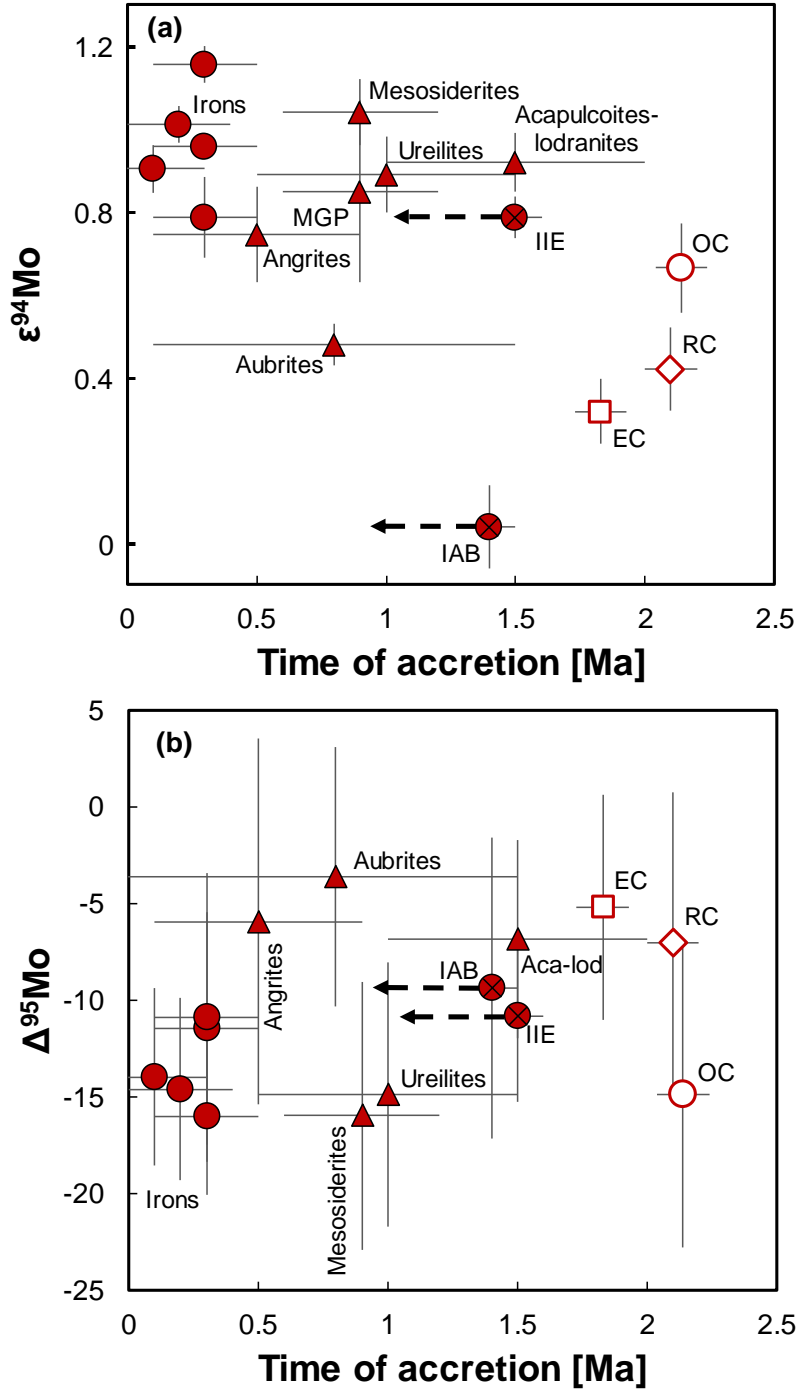 (a)
1.2
0.8
0.4
0
ε⁹⁴Mo
Irons
Mesosiderites
Acapulcoites-
lodranites
Ureilites
MGP
IIE
Angrites
OC
Aubrites
RC
EC
IAB
0
0.5
1
1.5
2
2.5
Time of accretion [Ma]
(b)
5
0
-5
-10
-15
-20
-25
Δ⁹⁵Mo
Aubrites
EC
RC
Angrites
Aca-lod
IAB
IIE
Ureilites
OC
Irons
Mesosiderites
0
0.5
1
1.5
2
2.5
Time of accretion [Ma]